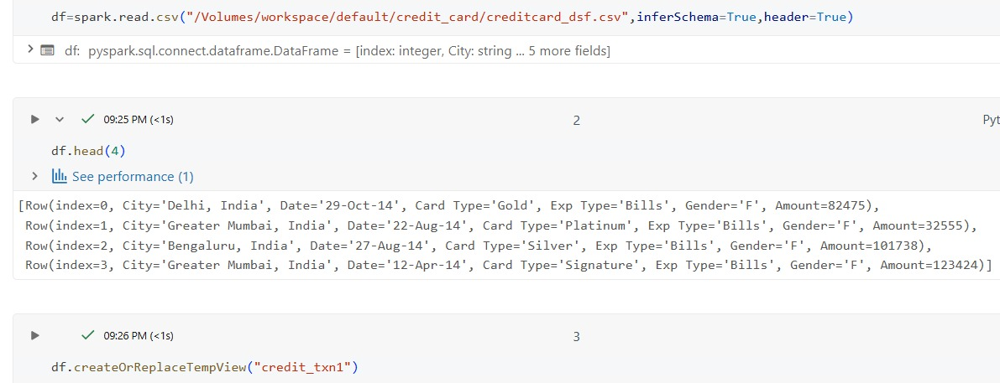 df=spark.read.csv("/Volumes/workspace/default/credit_card/creditcard_dsf.csv",inferSchema=True,header=True)
df: pyspark.sql.connect.dataframe.DataFrame = [index: integer, City: string ... 5 more fields]
09:25 PM (<1s) 2 Pyt
df.head(4)
See performance (1)
[Row(index=0, City='Delhi, India', Date='29-Oct-14', Card Type='Gold', Exp Type='Bills', Gender='F', Amount=82475),
Row(index=1, City='Greater Mumbai, India', Date='22-Aug-14', Card Type='Platinum', Exp Type='Bills', Gender='F', Amount=32555),
Row(index=2, City='Bengaluru, India', Date='27-Aug-14', Card Type='Silver', Exp Type='Bills', Gender='F', Amount=101738),
Row(index=3, City='Greater Mumbai, India', Date='12-Apr-14', Card Type='Signature', Exp Type='Bills', Gender='F', Amount=123424)]
09:26 PM (<1s) 3
df.createOrReplaceTempView("credit_txn1")